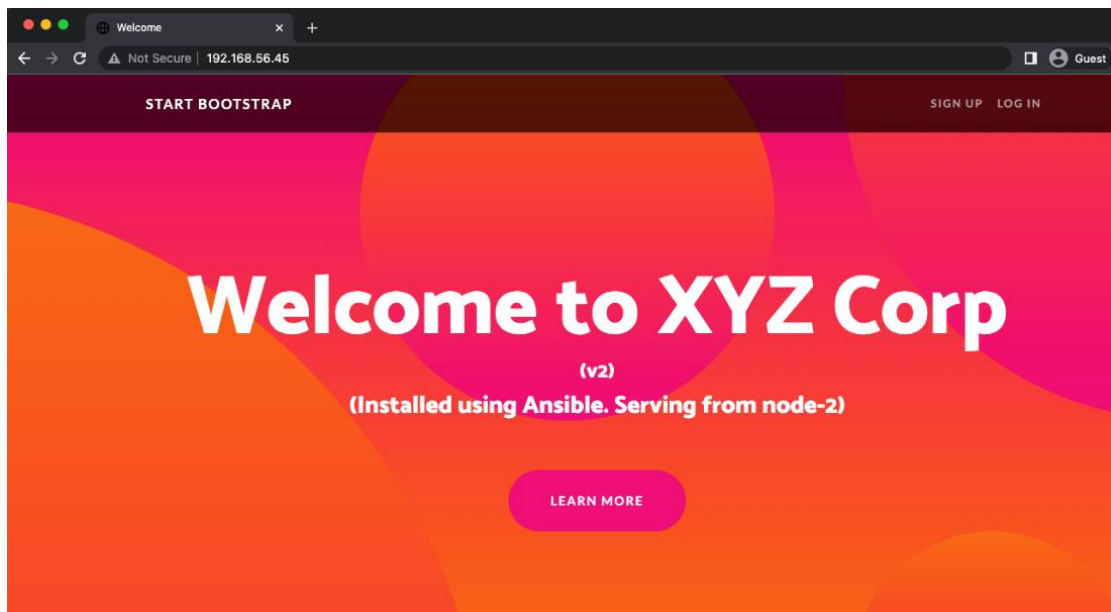 Welcome
Not Secure | 192.168.56.45
Guest
START BOOTSTRAP
SIGN UP LOG IN
Welcome to XYZ Corp
(v2)
(Installed using Ansible. Serving from node-2)
LEARN MORE